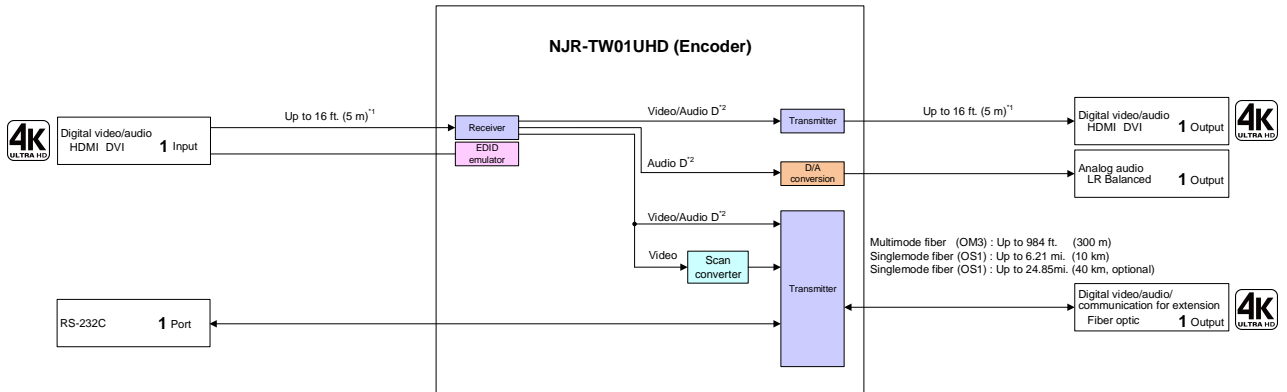 NJR-TW01UHD (Encoder)
4K
ULTRA HD
Digital video/audio
HDMI DVI 1 Input
Up to 16 ft. (5 m)*1
Receiver
EDID
emulator
Video/Audio D*2
Transmitter
Up to 16 ft. (5 m)*1
Digital video/audio
HDMI DVI 1 Output
4K
ULTRA HD
Audio D*2
D/A
conversion
Analog audio
LR Balanced 1 Output
Video/Audio D*2
Video
Scan
converter
Transmitter
Multimode fiber (OM3) : Up to 984 ft. (300 m)
Singlemode fiber (OS1) : Up to 6.21 mi. (10 km)
Singlemode fiber (OS1) : Up to 24.85mi. (40 km, optional)
Digital video/audio/
communication for extension
Fiber optic 1 Output
4K
ULTRA HD
RS-232C 1 Port